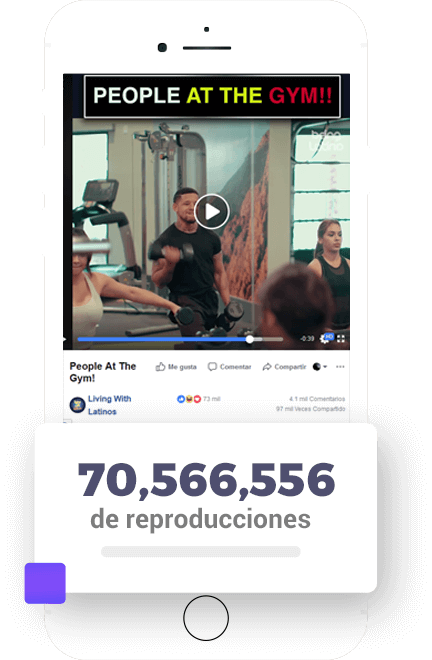 PEOPLE AT THE GYM!!
-0:39
HD
People At The
Gym!
Me gusta
Comentar
Compartir
Living With
Latinos
73 mil
4.1 mil Comentarios
97 mil Veces Compartido
70,566,556
de reproducciones